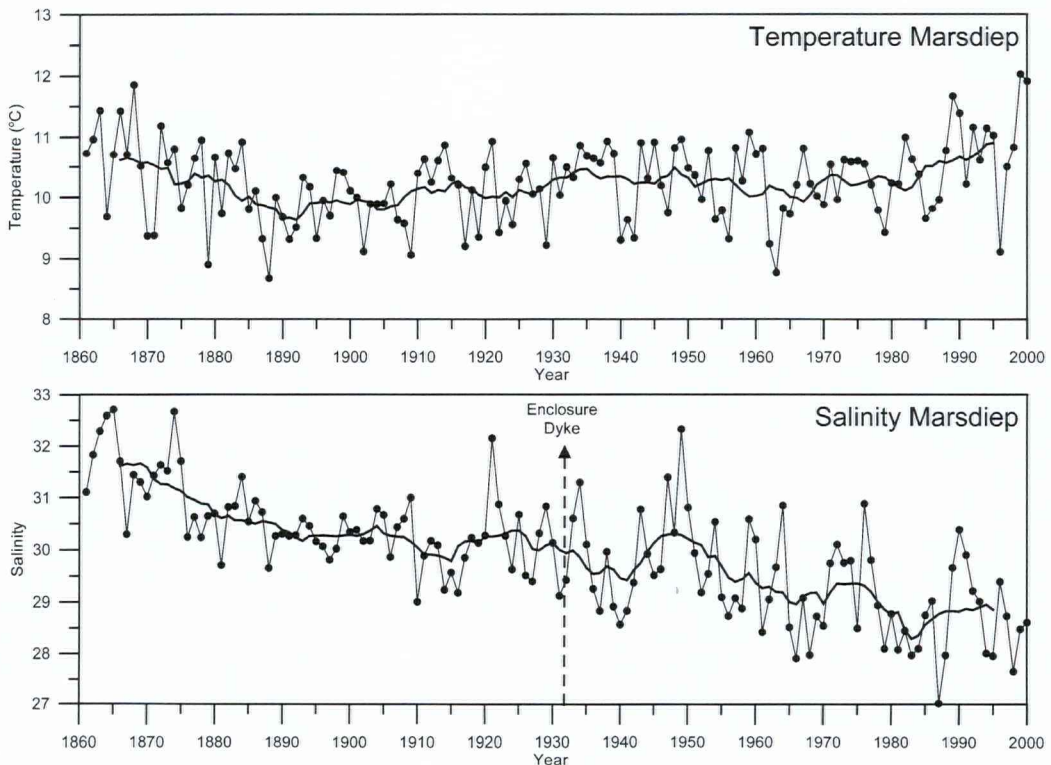 Temperature Marsdiep
Temperature (°C)
13
12
11
10
9
8
1860 1870 1880 1890 1900 1910 1920 1930 1940 1950 1960 1970 1980 1990 2000
Year
Salinity Marsdiep
Enclosure
Dyke
Salinity
33
32
31
30
29
28
27
1860 1870 1880 1890 1900 1910 1920 1930 1940 1950 1960 1970 1980 1990 2000
Year